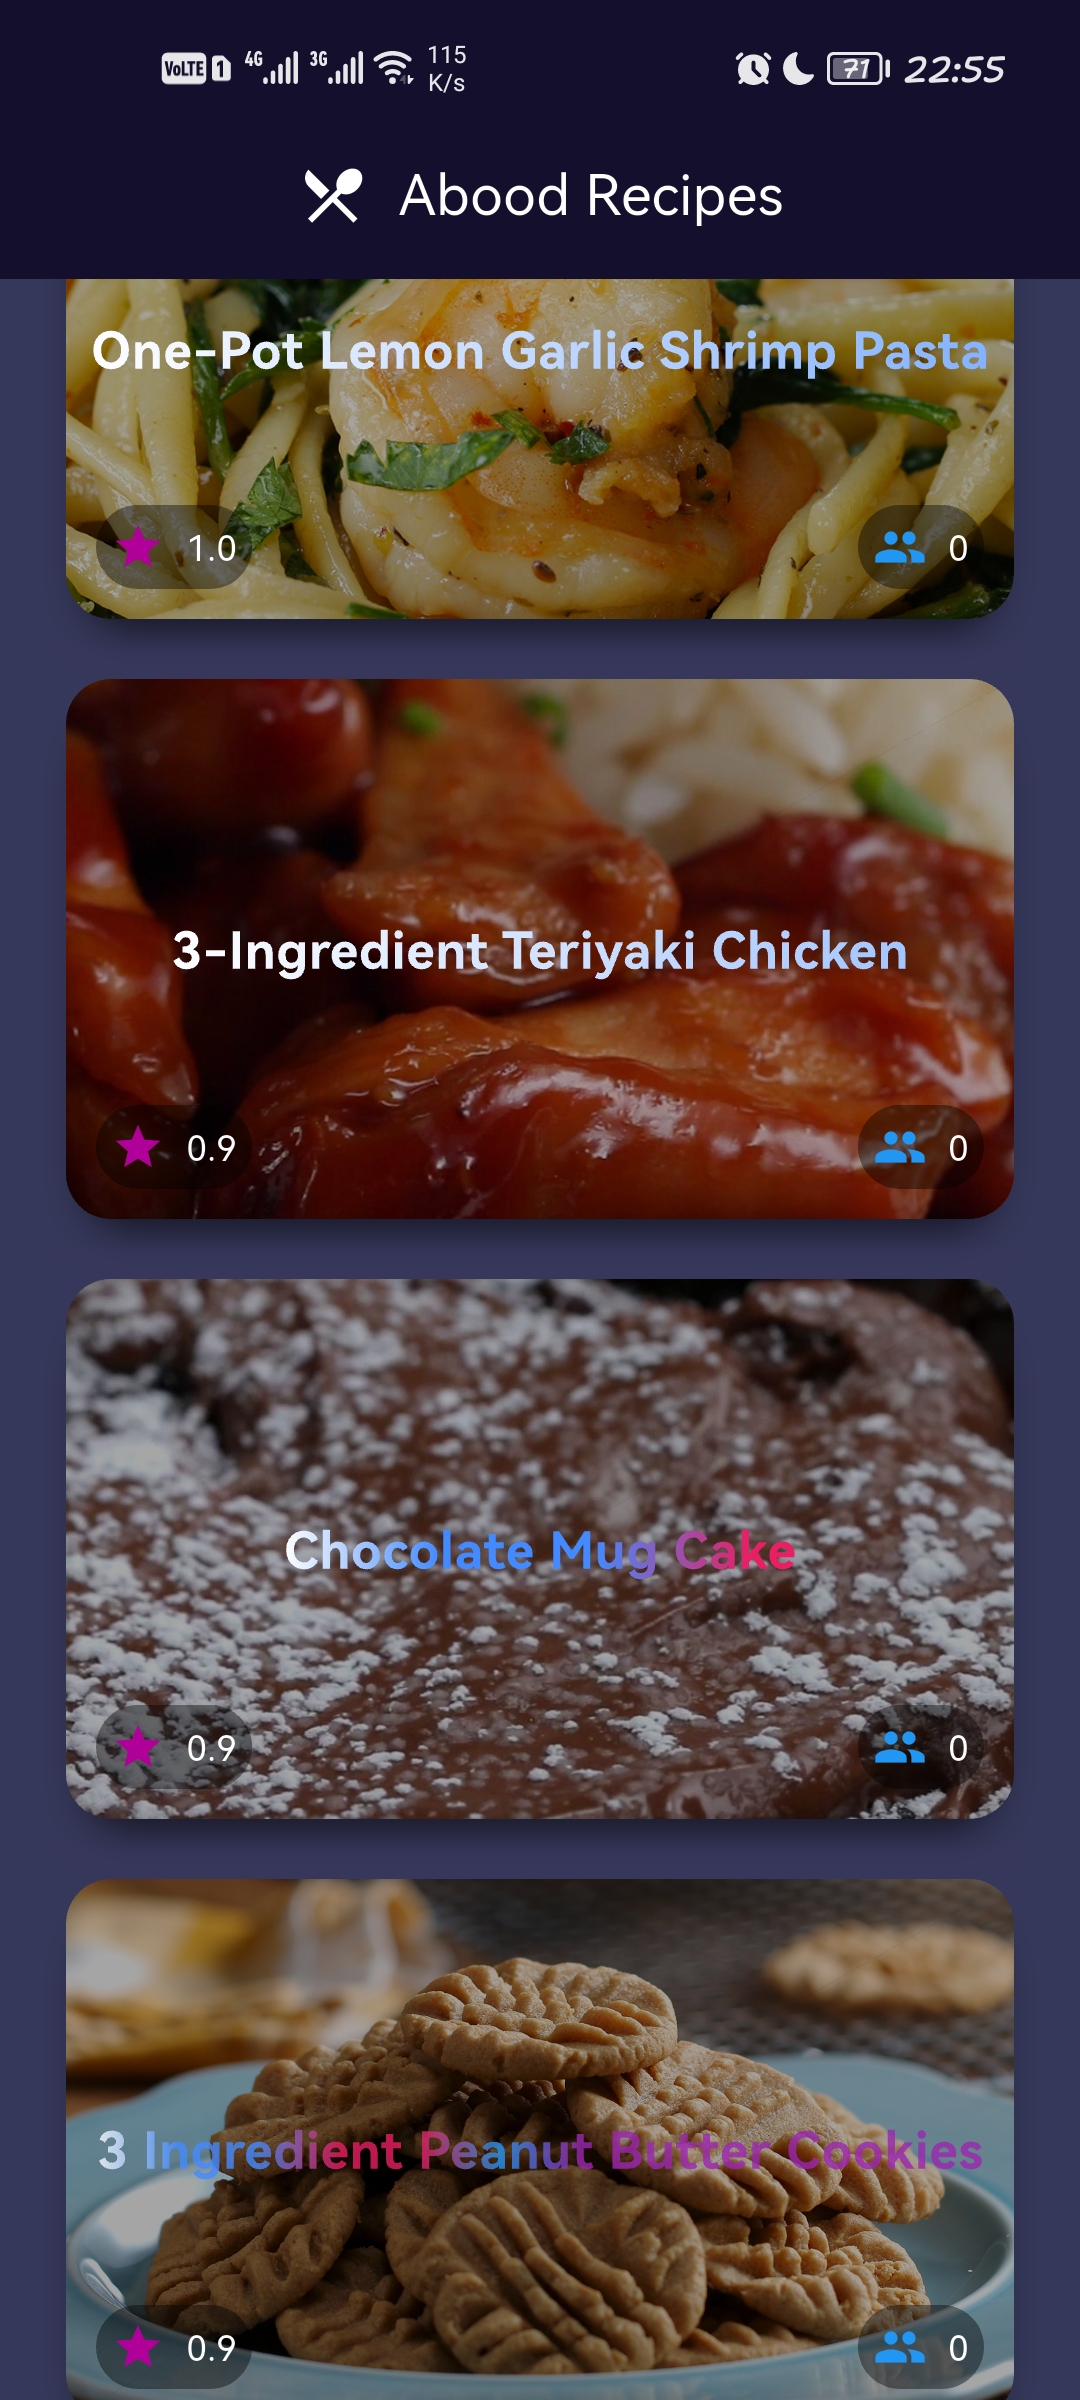 VoLTE 1 4G 3G 115 K/s 71 22:55
Abood Recipes
One-Pot Lemon Garlic Shrimp Pasta
1.0 0
3-Ingredient Teriyaki Chicken
0.9 0
Chocolate Mug Cake
0.9 0
3 Ingredient Peanut Butter Cookies
0.9 0